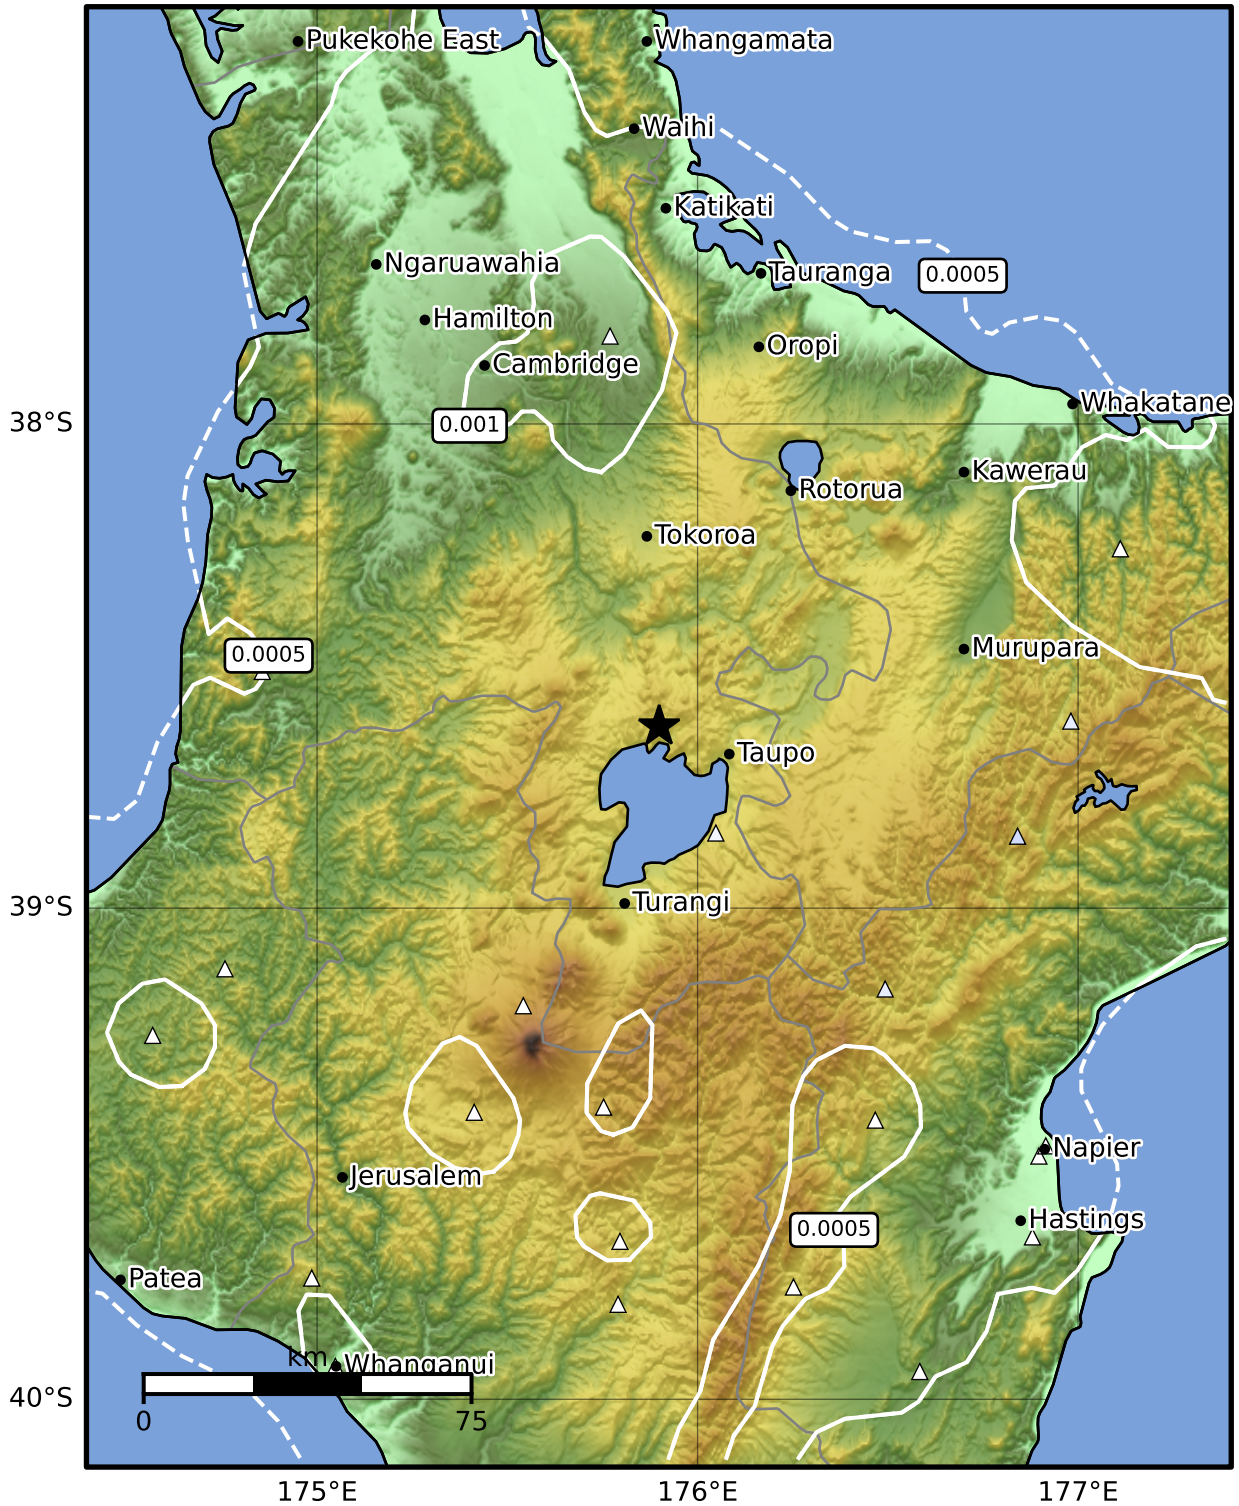 Pukekohe East
Whangamata
Waihi
Katikati
Ngaruawahia
Tauranga
0.0005
Hamilton
Oropi
Cambridge
Whakatane
38°S
0.001
Kawerau
Rotorua
Tokoroa
0.0005
Murupara
Taupo
Turangi
39°S
Napier
Jerusalem
Hastings
0.0005
Patea
km
Whanganui
40°S
0
75
175°E
176°E
177°E